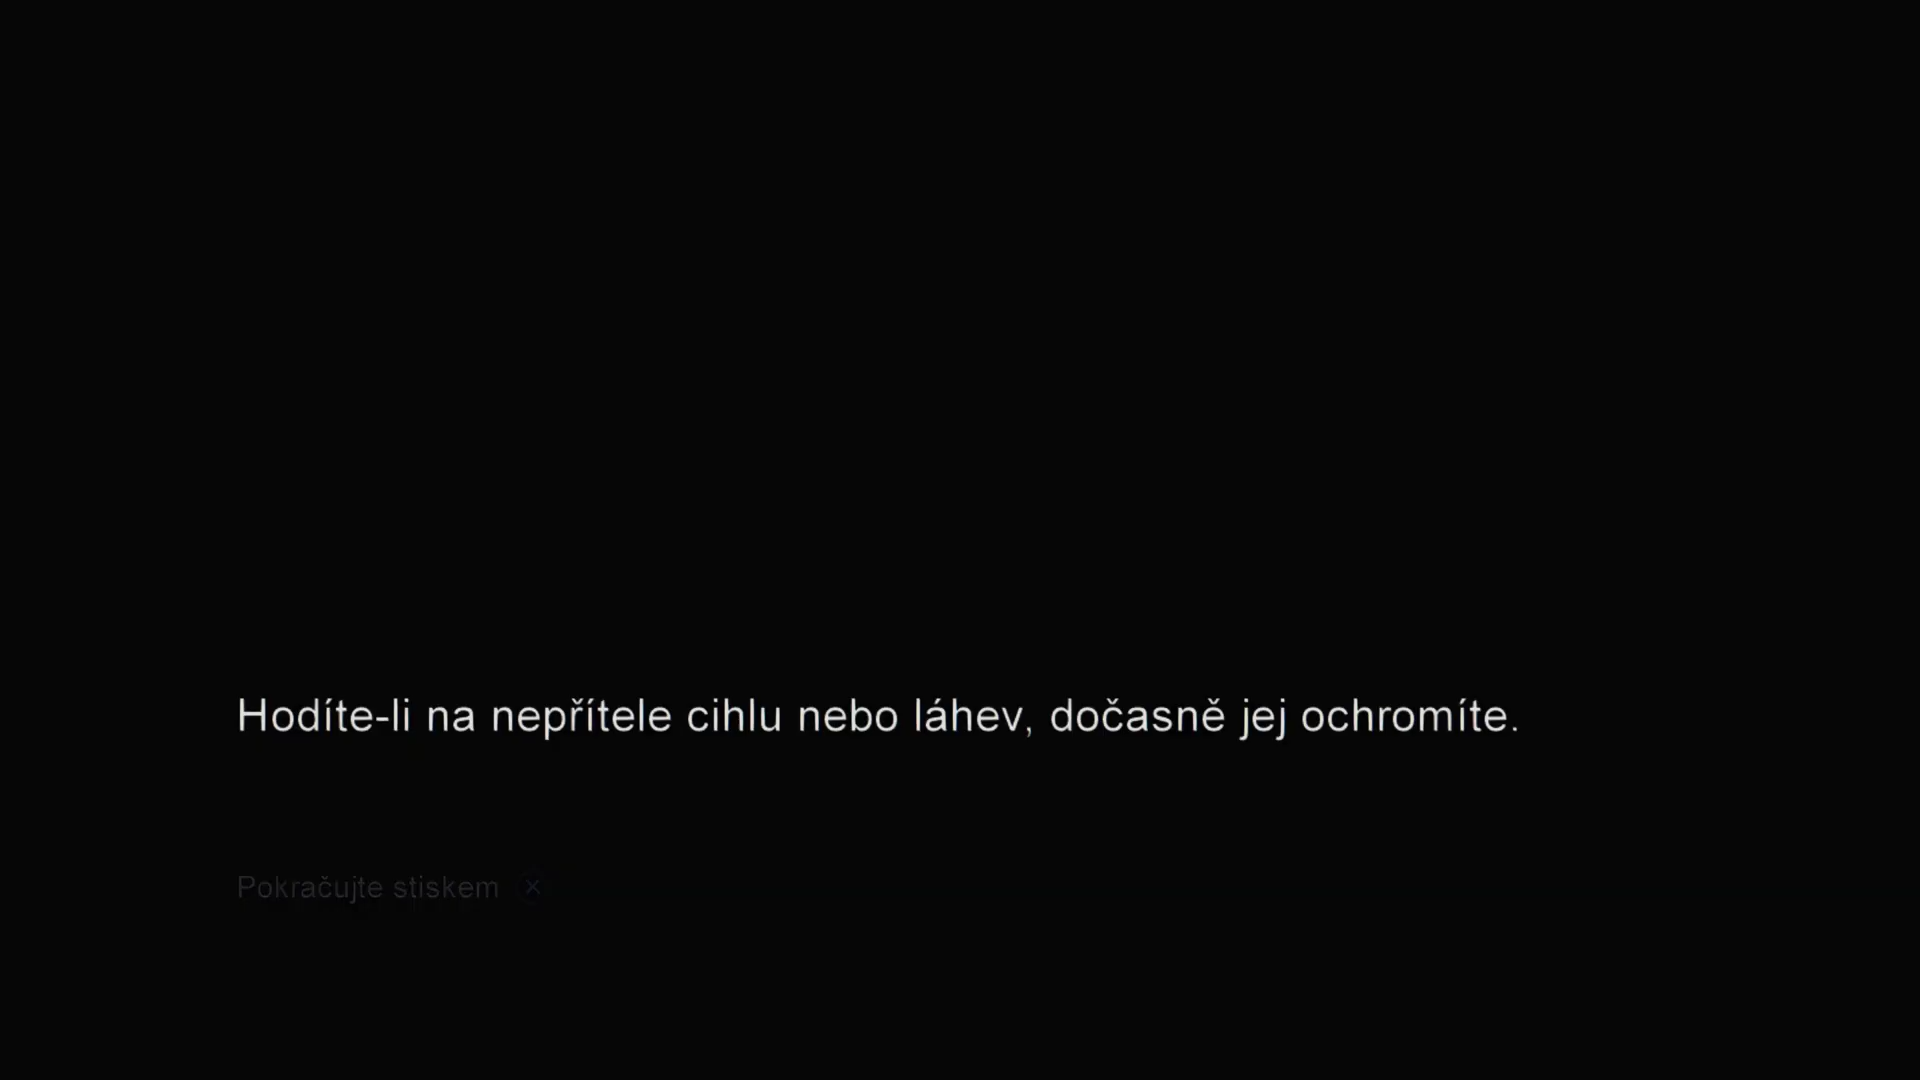 Hodíte-li na nepřítele cihlu nebo láhev, dočasně jej ochromíte.
Pokračujte stiskem ✕